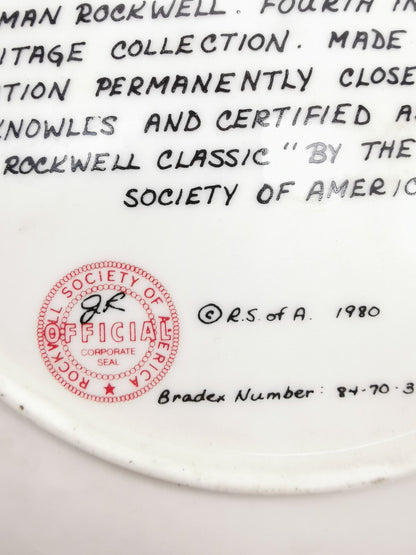 MAN ROCKWELL. FOURTH IN
ITAGE COLLECTION. MADE
TION PERMANENTLY CLOSE
KNOWLES AND CERTIFIED A
ROCKWELL CLASSIC" BY THE
SOCIETY OF AMERIC
ROCKWELL SOCIETY OF AMERICA
OFFICIAL
CORPORATE
SEAL
© R.S. of A. 1980
Bradex Number: 84-70-3